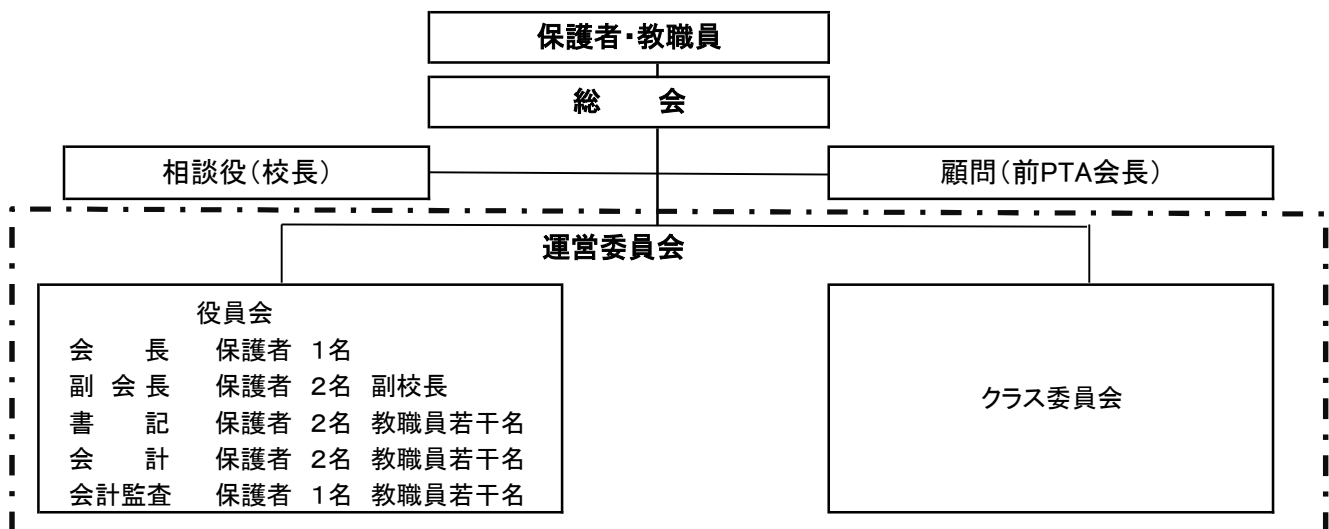 保護者・教職員
総　　会
相談役（校長）
顧問（前PTA会長）
運営委員会
役員会
会　　長　保護者　１名
副 会 長　保護者　２名　副校長
書　　記　保護者　２名　教職員若干名
会　　計　保護者　２名　教職員若干名
会計監査　保護者　１名　教職員若干名
クラス委員会